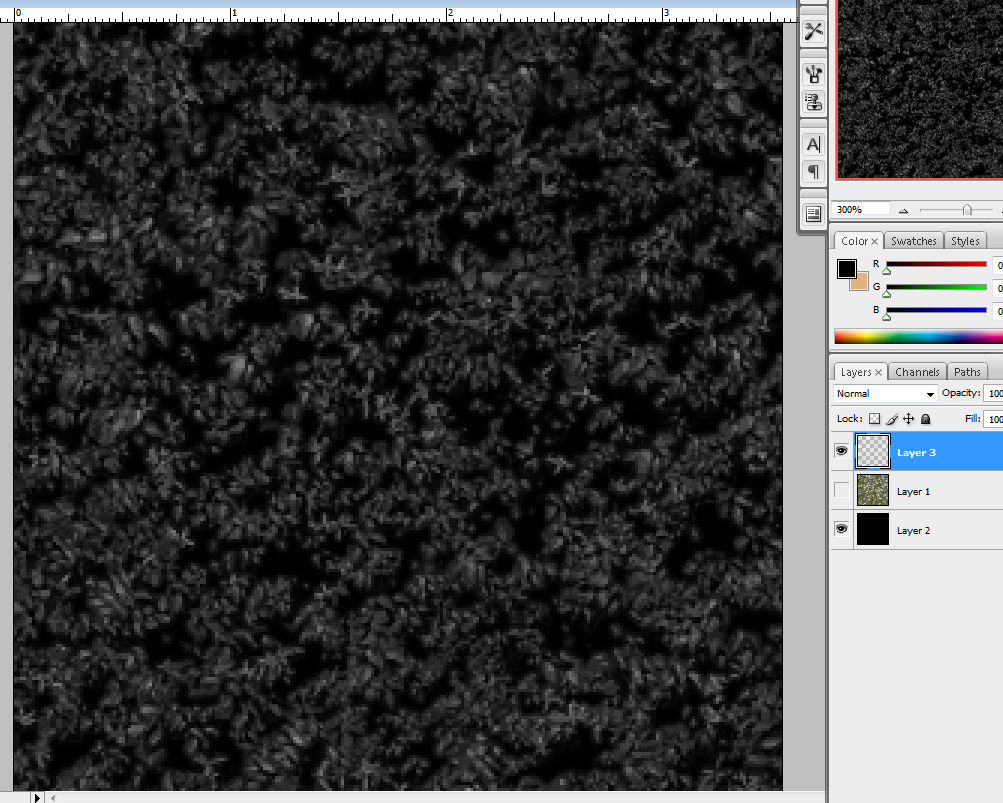 0 1 2 3
A
¶
300%
Color × Swatches Styles
R 0
G 0
B 0
Layers × Channels Paths
Normal Opacity: 100
Lock: Fill: 100
Layer 3
Layer 1
Layer 2